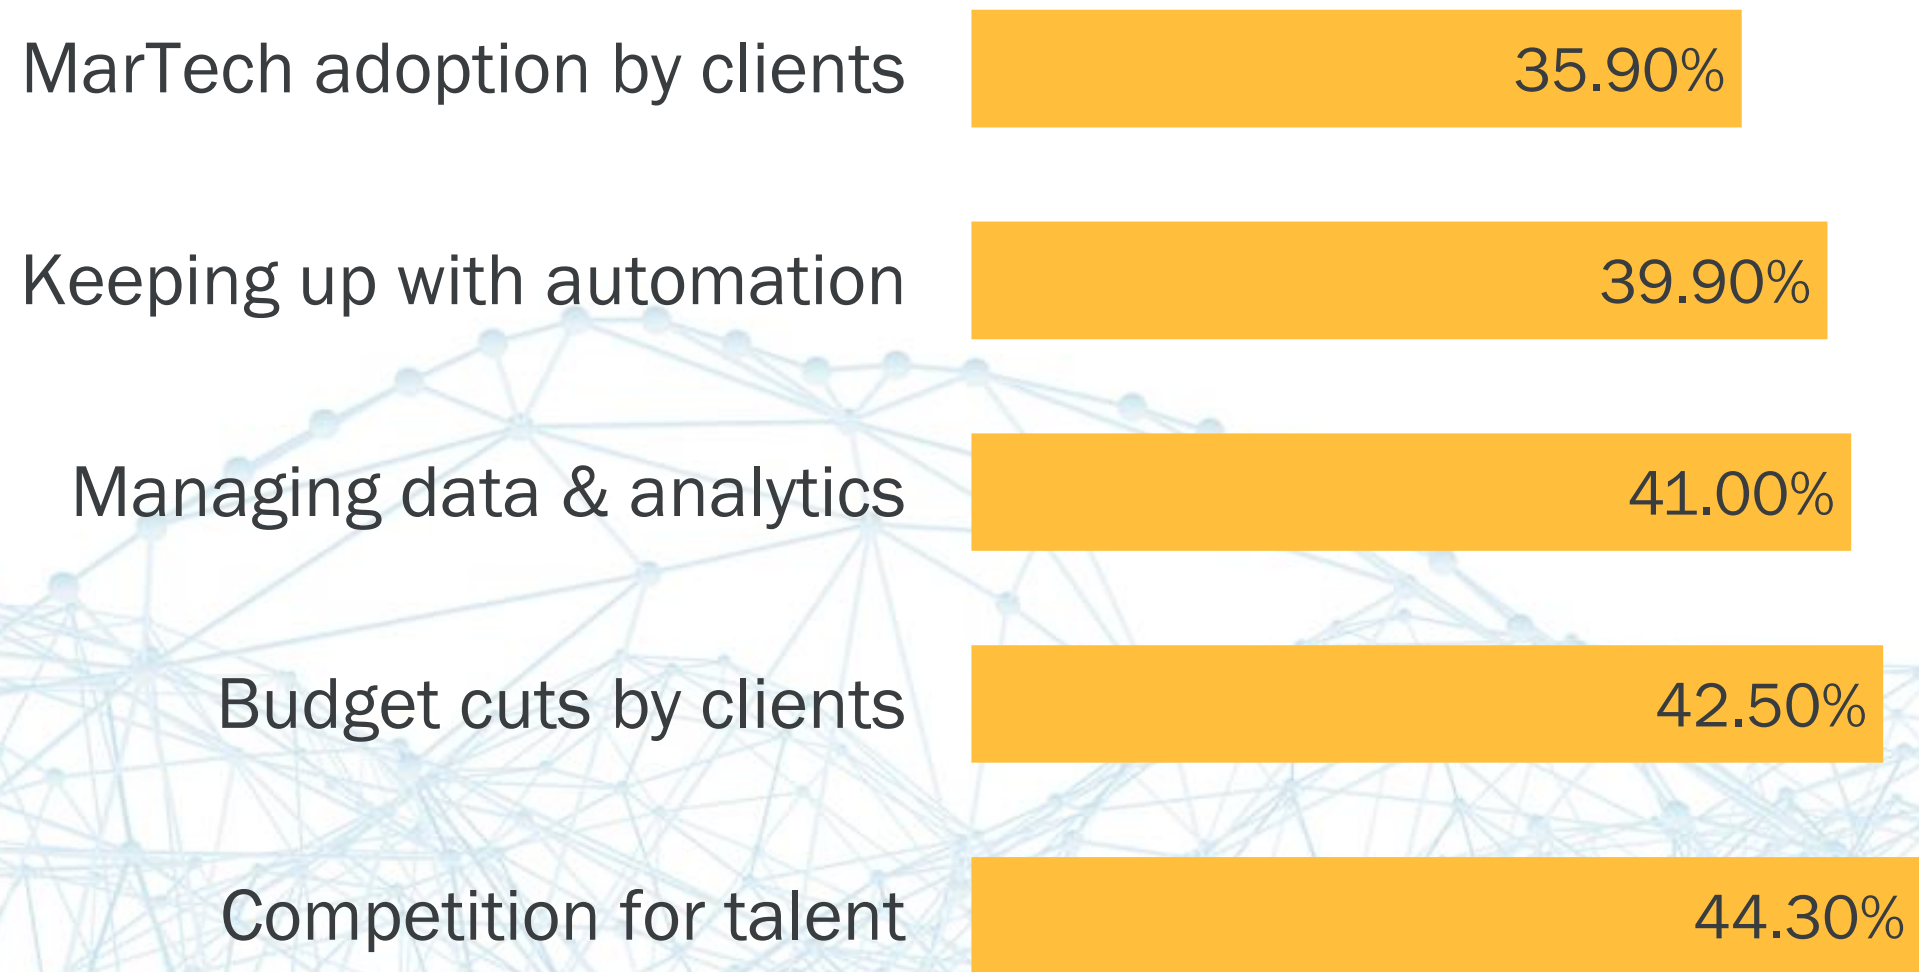 MarTech adoption by clients 35.90%
Keeping up with automation 39.90%
Managing data & analytics 41.00%
Budget cuts by clients 42.50%
Competition for talent 44.30%